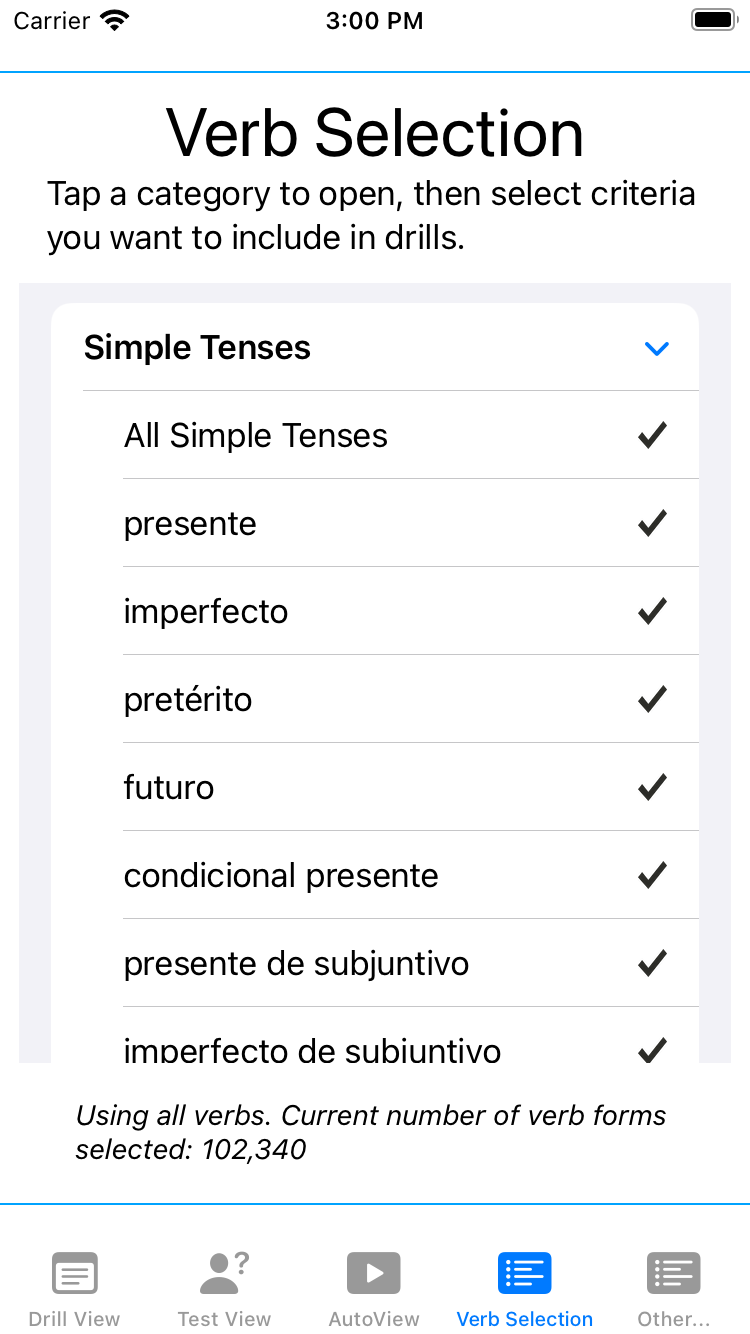 Carrier 3:00 PM
Verb Selection
Tap a category to open, then select criteria
you want to include in drills.
Simple Tenses
All Simple Tenses
presente
imperfecto
pretérito
futuro
condicional presente
presente de subjuntivo
imperfecto de subjuntivo
Using all verbs. Current number of verb forms
selected: 102,340
Drill View Test View AutoView Verb Selection Other...